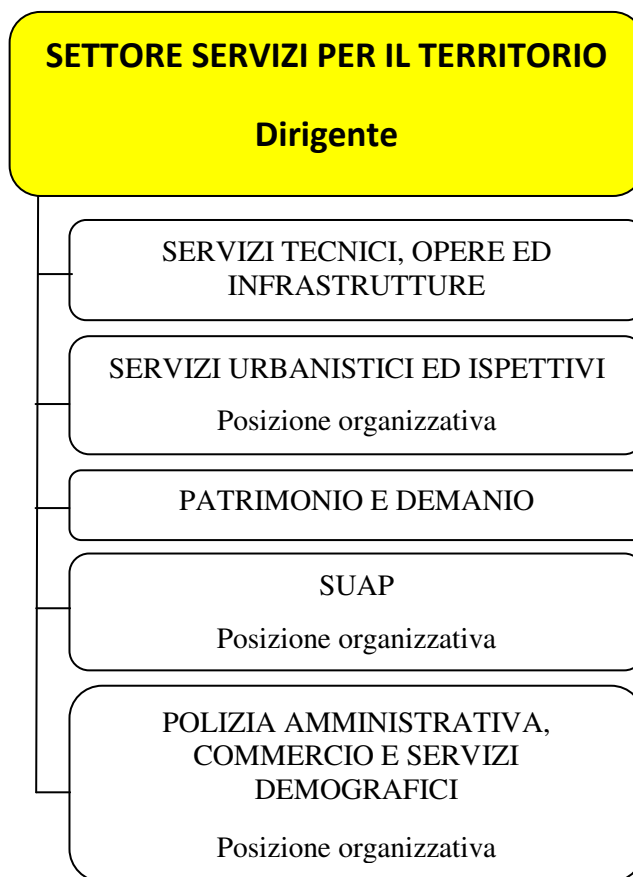 SETTORE SERVIZI PER IL TERRITORIO
Dirigente
SERVIZI TECNICI, OPERE ED
INFRASTRUTTURE
SERVIZI URBANISTICI ED ISPETTIVI
Posizione organizzativa
PATRIMONIO E DEMANIO
SUAP
Posizione organizzativa
POLIZIA AMMINISTRATIVA,
COMMERCIO E SERVIZI
DEMOGRAFICI
Posizione organizzativa